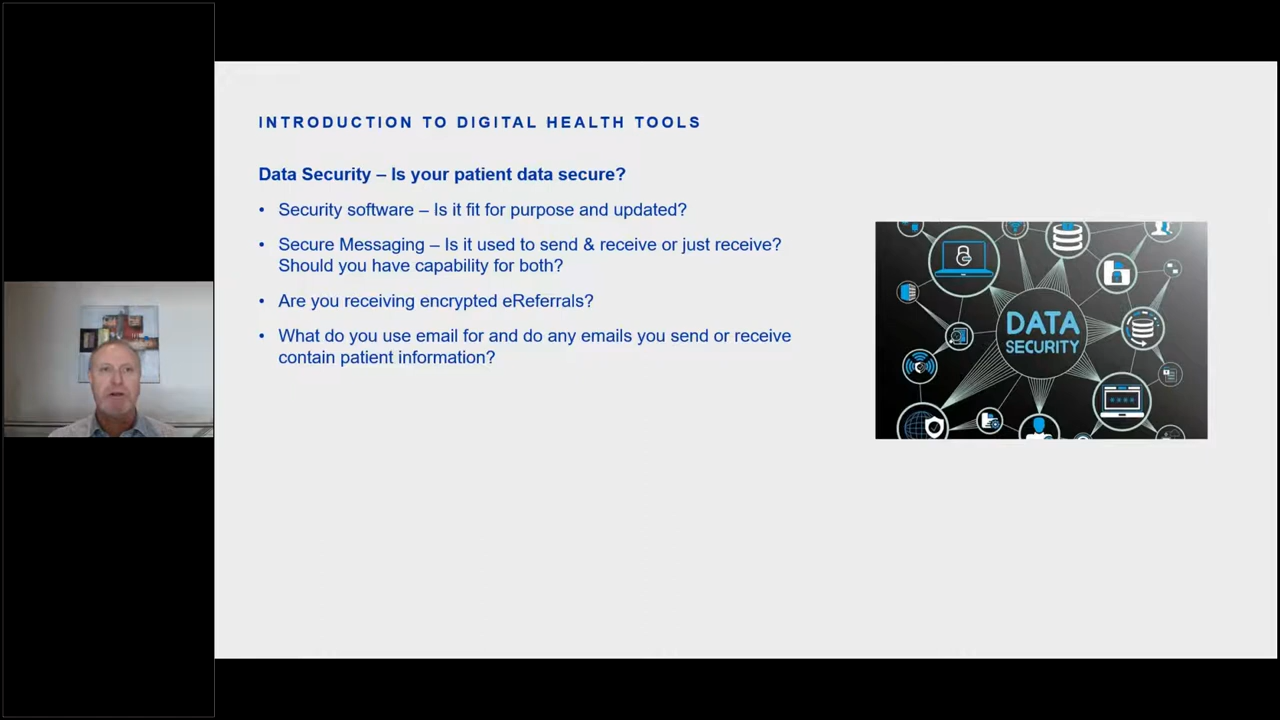 INTRODUCTION TO DIGITAL HEALTH TOOLS
Data Security – Is your patient data secure?
• Security software – Is it fit for purpose and updated?
• Secure Messaging – Is it used to send & receive or just receive?
Should you have capability for both?
• Are you receiving encrypted eReferrals?
• What do you use email for and do any emails you send or receive
contain patient information?
DATA
SECURITY